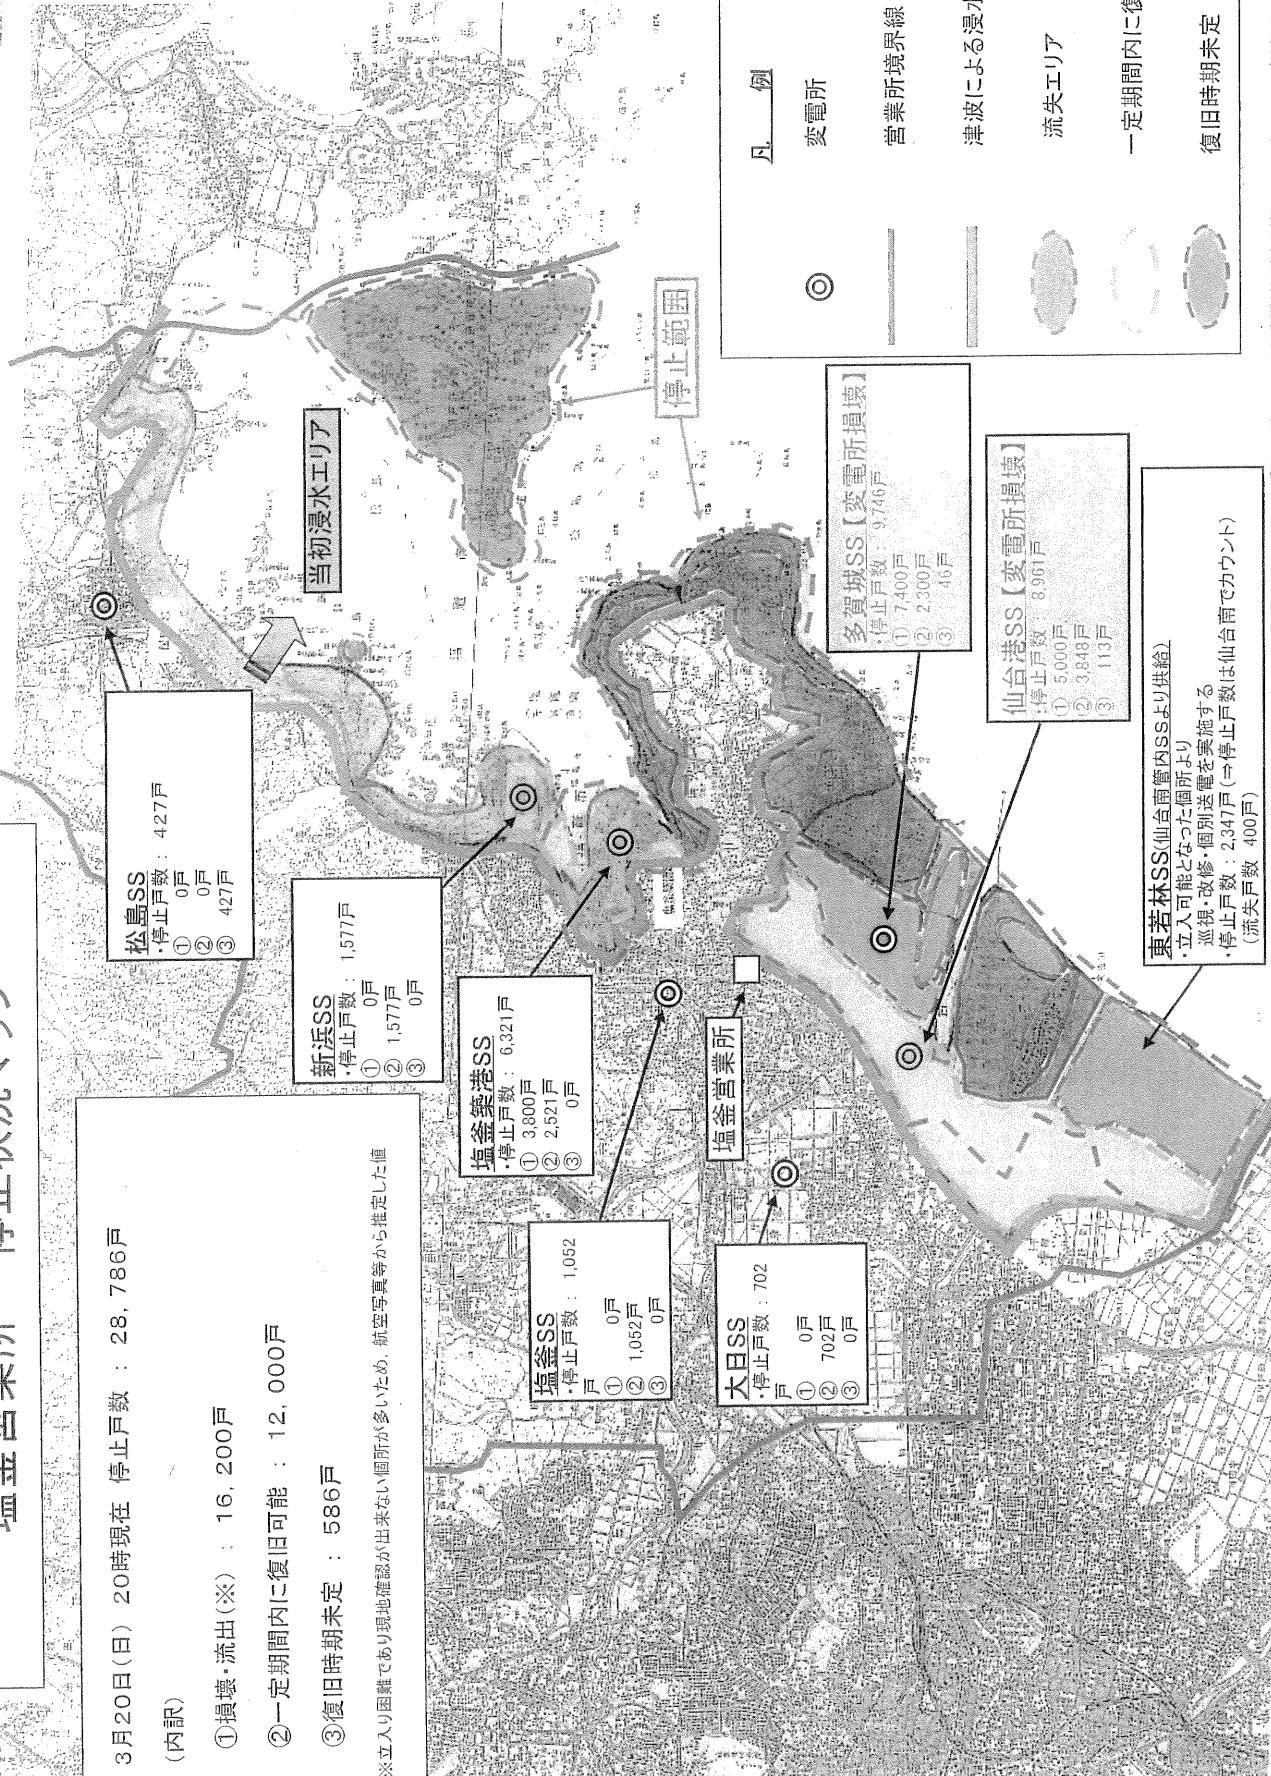 塩釜営業所 停止状況マップ
3月20日(日) 20時現在 停止戸数 : 28,786戸
(内訳)
①損壊・流出(※) : 16,200戸
②一定期間内に復旧可能 : 12,000戸
③復旧時期未定 : 586戸
※立入り困難であり現地確認が出来ない個所が多いため、航空写真等から推定した値
松島SS
・停止戸数 : 427戸
① 0戸
② 0戸
③ 427戸
新浜SS
・停止戸数 : 1,577戸
① 0戸
② 1,577戸
③ 0戸
塩釜築港SS
・停止戸数 : 6,321戸
① 3,800戸
② 2,521戸
③ 0戸
塩釜SS
・停止戸数 : 1,052
戸
① 0戸
② 1,052戸
③ 0戸
大日SS
・停止戸数 : 702
戸
① 0戸
② 702戸
③ 0戸
塩釜営業所
当初浸水エリア
停止範囲
多賀城SS【変電所損壊】
・停止戸数 : 9,746戸
① 7,400戸
② 2,300戸
③ 46戸
仙台港SS【変電所損壊】
・停止戸数 : 8,961戸
① 5,000戸
② 3,848戸
③ 113戸
東若林SS(仙台南管内SSより供給)
・立入可能となった個所より
巡視・改修・個別送電を実施する
・停止戸数 : 2,347戸(⇒停止戸数は仙台南でカウント)
(流失戸数 400戸)
凡 例
変電所
営業所境界線
津波による浸水
流失エリア
一定期間内に復
復旧時期未定